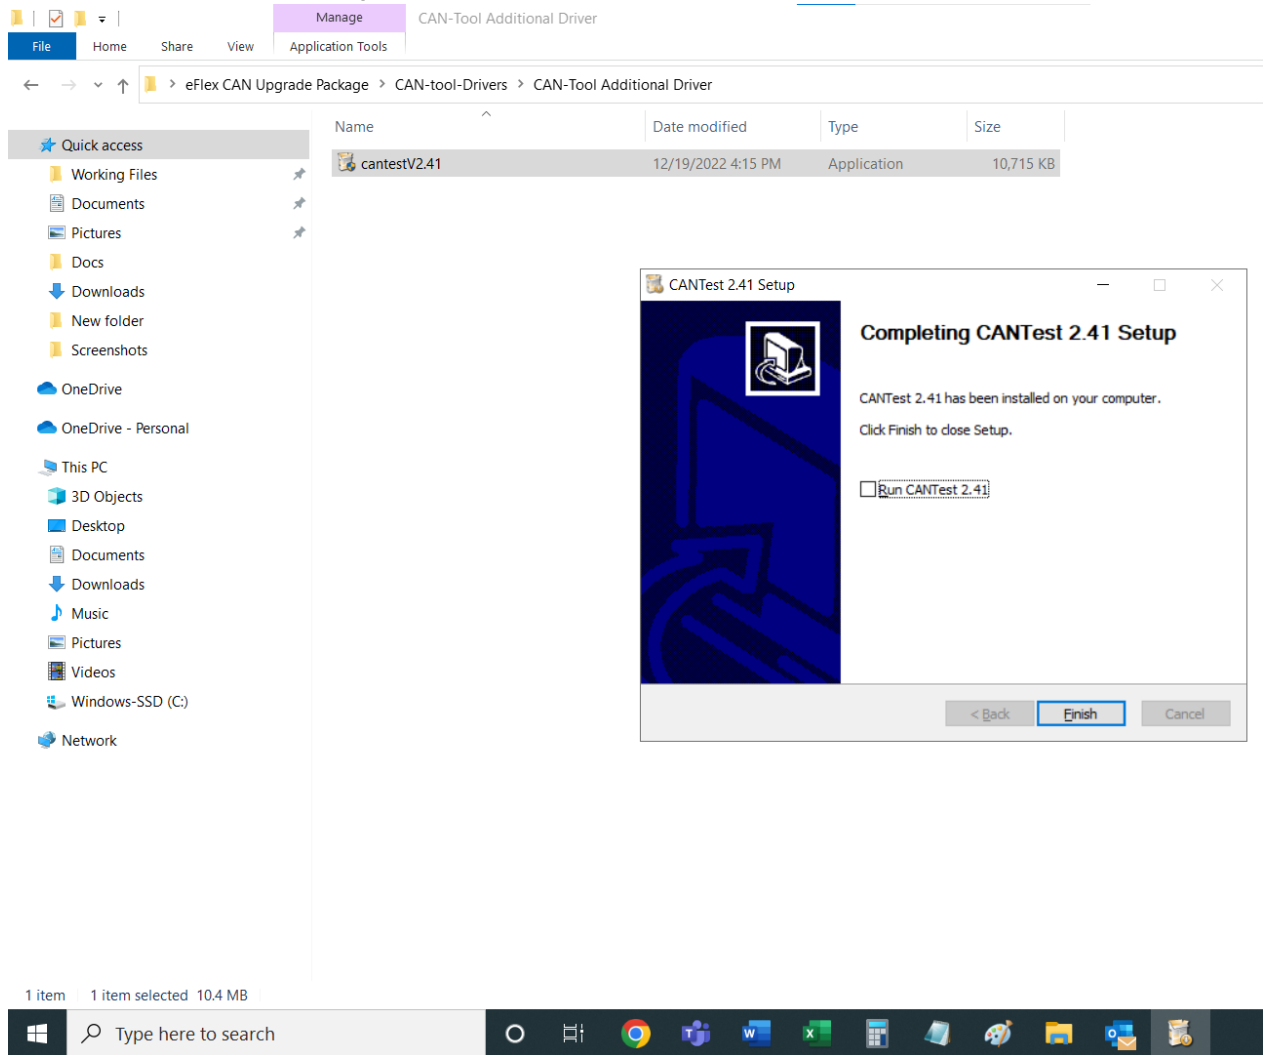 Manage
CAN-Tool Additional Driver
File
Home
Share
View
Application Tools
eFlex CAN Upgrade Package > CAN-tool-Drivers > CAN-Tool Additional Driver
Name
Date modified
Type
Size
cantestV2.41
12/19/2022 4:15 PM
Application
10,715 KB
Quick access
Working Files
Documents
Pictures
Docs
Downloads
New folder
Screenshots
OneDrive
OneDrive - Personal
This PC
3D Objects
Desktop
Documents
Downloads
Music
Pictures
Videos
Windows-SSD (C:)
Network
CANTest 2.41 Setup
Completing CANTest 2.41 Setup
CANTest 2.41 has been installed on your computer.
Click Finish to close Setup.
Run CANTest 2.41
< Back
Finish
Cancel
1 item
1 item selected 10.4 MB
Type here to search